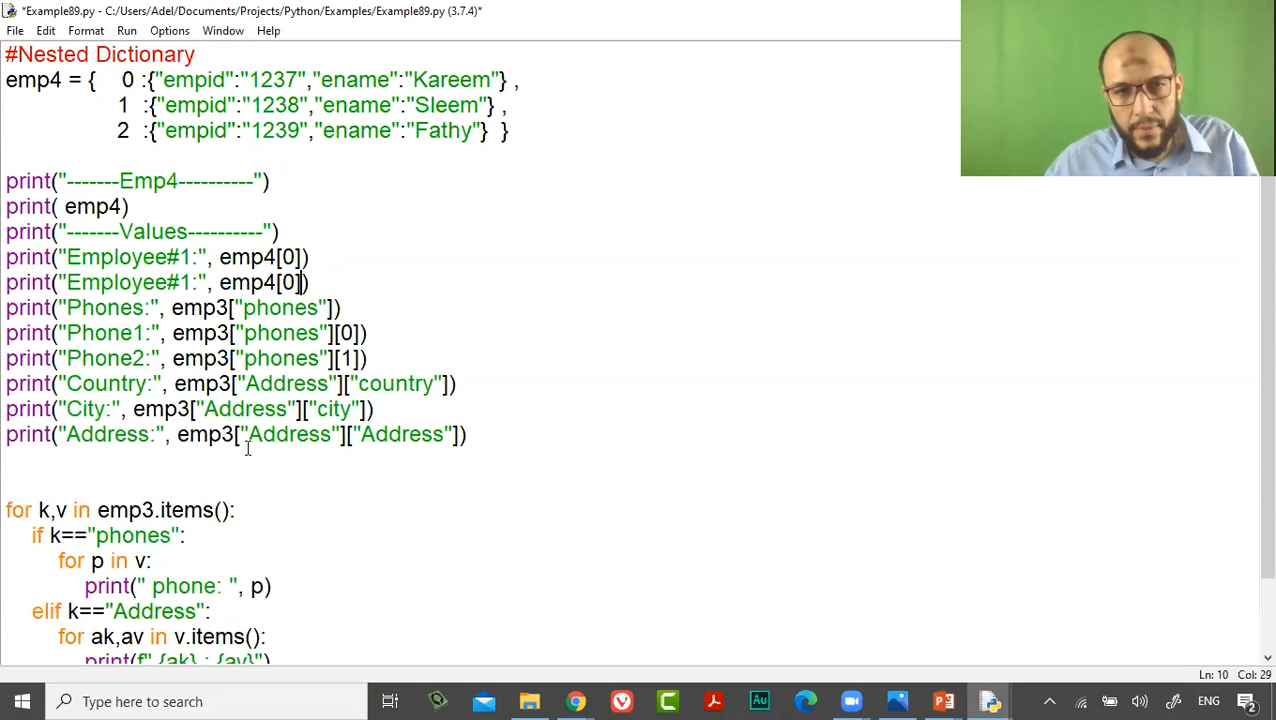 *Example89.py - C:/Users/Adel/Documents/Projects/Python/Examples/Example89.py (3.7.4)*
File Edit Format Run Options Window Help
#Nested Dictionary
emp4 = { 0 :{"empid":"1237","ename":"Kareem"} ,
1 :{"empid":"1238","ename":"Sleem"} ,
2 :{"empid":"1239","ename":"Fathy"} }
print("-------Emp4----------")
print( emp4)
print("-------Values----------")
print("Employee#1:", emp4[0])
print("Employee#1:", emp4[0])
print("Phones:", emp3["phones"])
print("Phone1:", emp3["phones"][0])
print("Phone2:", emp3["phones"][1])
print("Country:", emp3["Address"]["country"])
print("City:", emp3["Address"]["city"])
print("Address:", emp3["Address"]["Address"])
for k,v in emp3.items():
if k=="phones":
for p in v:
print(" phone: ", p)
elif k=="Address":
for ak,av in v.items():
print(f" {ak} : {av}")
Ln: 10 Col: 29
Type here to search
Au
ENG
2